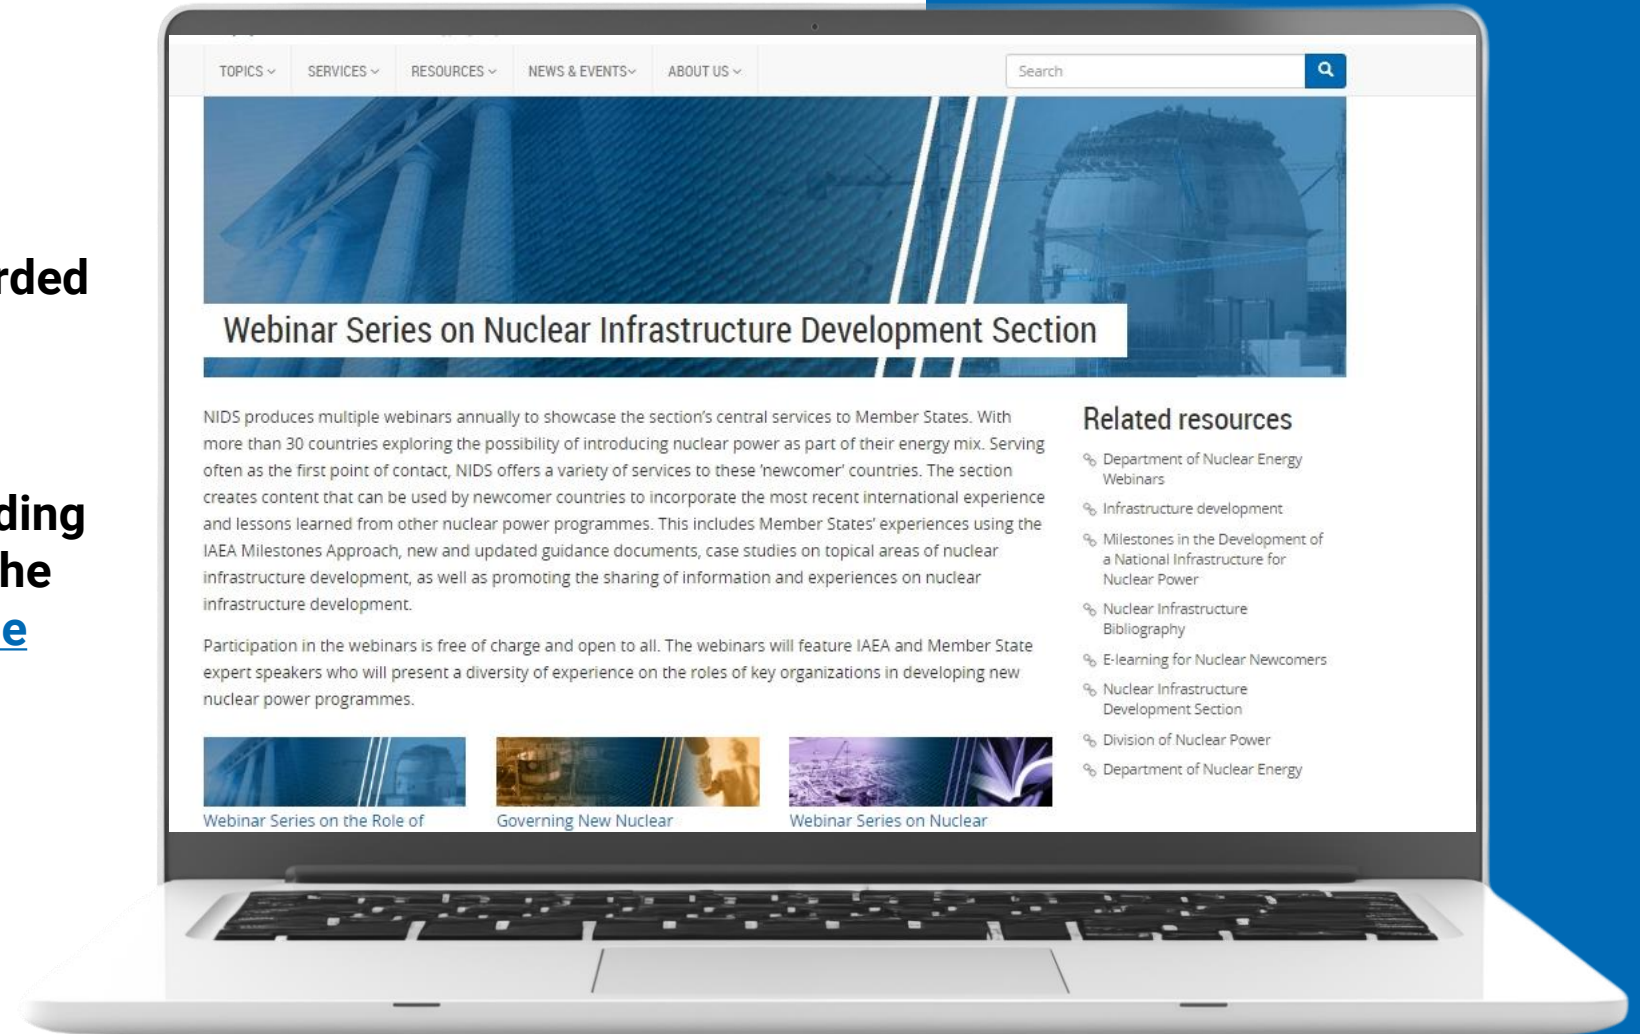 rded
ding
he
e
TOPICS
SERVICES
RESOURCES
NEWS & EVENTS
ABOUT US
Search
Webinar Series on Nuclear Infrastructure Development Section
NIDS produces multiple webinars annually to showcase the section's central services to Member States. With
more than 30 countries exploring the possibility of introducing nuclear power as part of their energy mix. Serving
often as the first point of contact, NIDS offers a variety of services to these 'newcomer' countries. The section
creates content that can be used by newcomer countries to incorporate the most recent international experience
and lessons learned from other nuclear power programmes. This includes Member States' experiences using the
IAEA Milestones Approach, new and updated guidance documents, case studies on topical areas of nuclear
infrastructure development, as well as promoting the sharing of information and experiences on nuclear
infrastructure development.
Participation in the webinars is free of charge and open to all. The webinars will feature IAEA and Member State
expert speakers who will present a diversity of experience on the roles of key organizations in developing new
nuclear power programmes.
Webinar Series on the Role of
Governing New Nuclear
Webinar Series on Nuclear
Related resources
Department of Nuclear Energy
Webinars
Infrastructure development
Milestones in the Development of
a National Infrastructure for
Nuclear Power
Nuclear Infrastructure
Bibliography
E-learning for Nuclear Newcomers
Nuclear Infrastructure
Development Section
Division of Nuclear Power
Department of Nuclear Energy